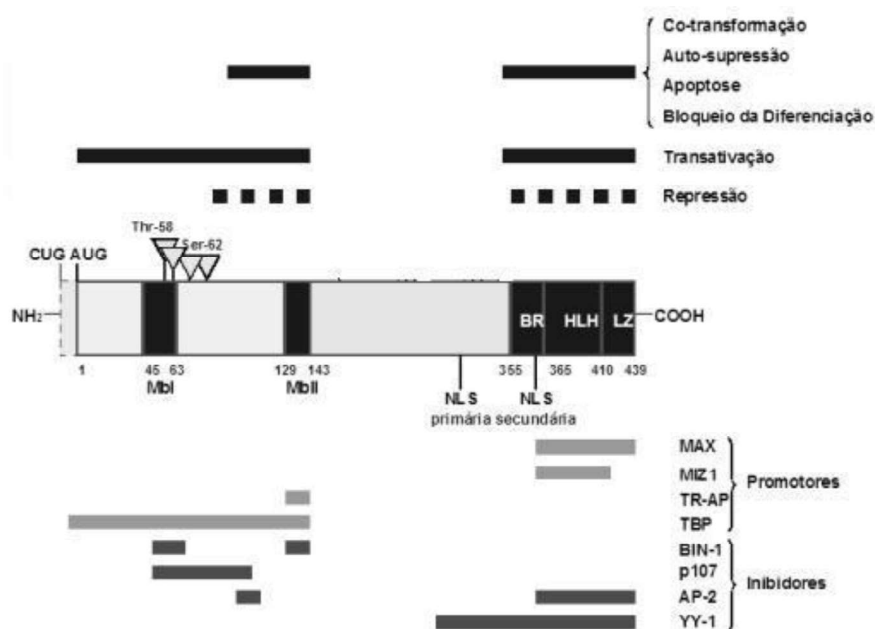 Co-transformação
Auto-supressão
Apoptose
Bloqueio da Diferenciação
Transativação
Repressão
Thr-58
Ser-62
CUG AUG
NH2
BR HLH LZ
COOH
1 45 63 129 143 355 365 410 439
MbI MbII
NLS NLS
primária secundária
MAX
MIZ1
TR-AP
TBP
Promotores
BIN-1
p107
AP-2
YY-1
Inibidores